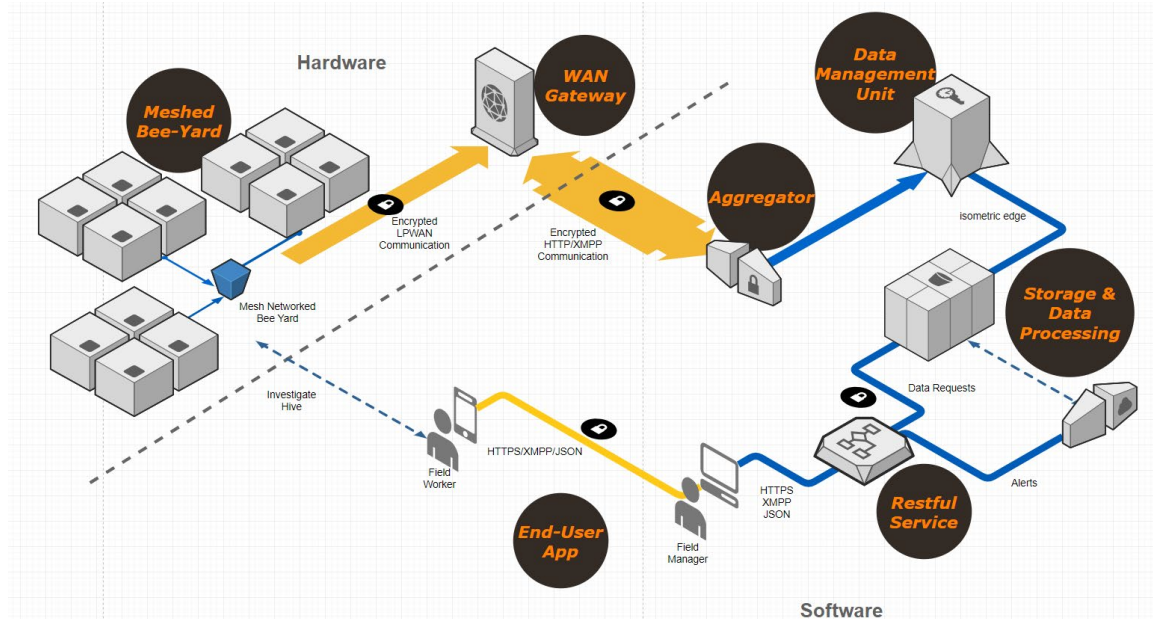 Hardware
WAN
Gateway
Data
Management
Unit
Meshed
Bee-Yard
Aggregator
Encrypted
LPWAN
Communication
Encrypted
HTTP/XMPP
Communication
isometric edge
Mesh Networked
Bee Yard
Storage &
Data
Processing
Investigate
Hive
Data Requests
HTTPS/XMPP/JSON
Field
Worker
HTTPS
XMPP
JSON
Alerts
Restful
Service
End-User
App
Field
Manager
Software